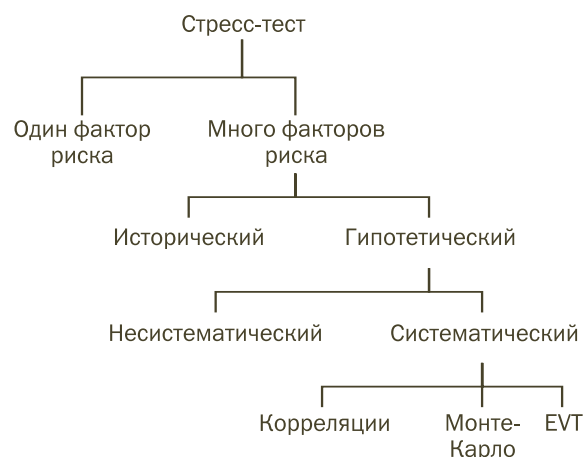 Стресс-тест
Один фактор
риска
Много факторов
риска
Исторический
Гипотетический
Несистематический
Систематический
Корреляции
Монте-
Карло
EVT